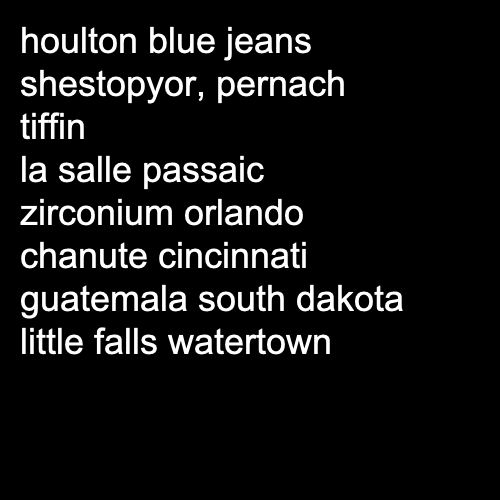 houlton blue jeans
shestopyor, pernach
tiffin
la salle passaic
zirconium orlando
chanute cincinnati
guatemala south dakota
little falls watertown